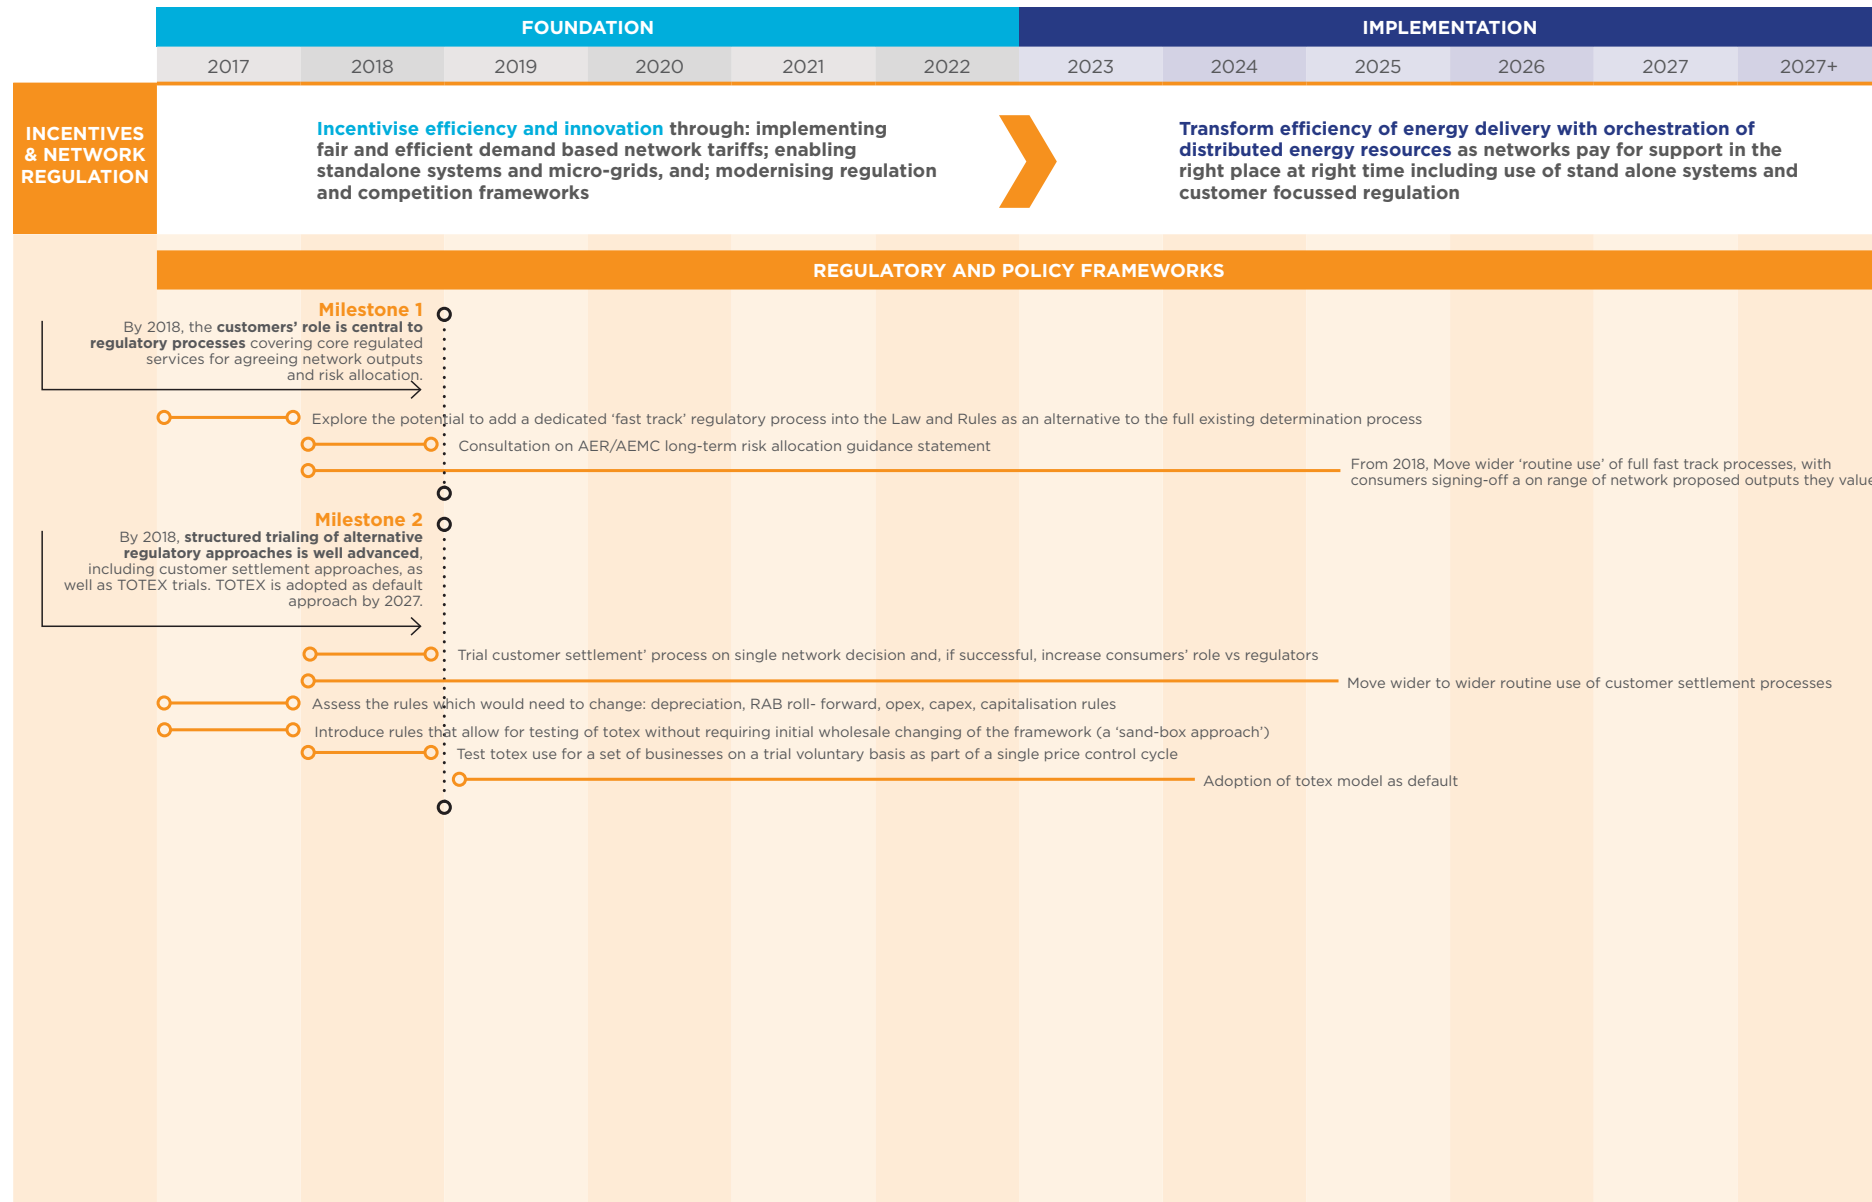 FOUNDATION
IMPLEMENTATION
2017
2018
2019
2020
2021
2022
2023
2024
2025
2026
2027
2027+
INCENTIVES
& NETWORK
REGULATION
Incentivise efficiency and innovation through: implementing
fair and efficient demand based network tariffs; enabling
standalone systems and micro-grids, and; modernising regulation
and competition frameworks
Transform efficiency of energy delivery with orchestration of
distributed energy resources as networks pay for support in the
right place at right time including use of stand alone systems and
customer focussed regulation
REGULATORY AND POLICY FRAMEWORKS
Milestone 1
By 2018, the customers’ role is central to
regulatory processes covering core regulated
services for agreeing network outputs
and risk allocation.
Explore the potential to add a dedicated ‘fast track’ regulatory process into the Law and Rules as an alternative to the full existing determination process
Consultation on AER/AEMC long-term risk allocation guidance statement
From 2018, Move wider ‘routine use’ of full fast track processes, with
consumers signing-off a on range of network proposed outputs they value
Milestone 2
By 2018, structured trialing of alternative
regulatory approaches is well advanced,
including customer settlement approaches, as
well as TOTEX trials. TOTEX is adopted as default
approach by 2027.
Trial customer settlement’ process on single network decision and, if successful, increase consumers’ role vs regulators
Move wider to wider routine use of customer settlement processes
Assess the rules which would need to change: depreciation, RAB roll- forward, opex, capex, capitalisation rules
Introduce rules that allow for testing of totex without requiring initial wholesale changing of the framework (a ‘sand-box approach’)
Test totex use for a set of businesses on a trial voluntary basis as part of a single price control cycle
Adoption of totex model as default